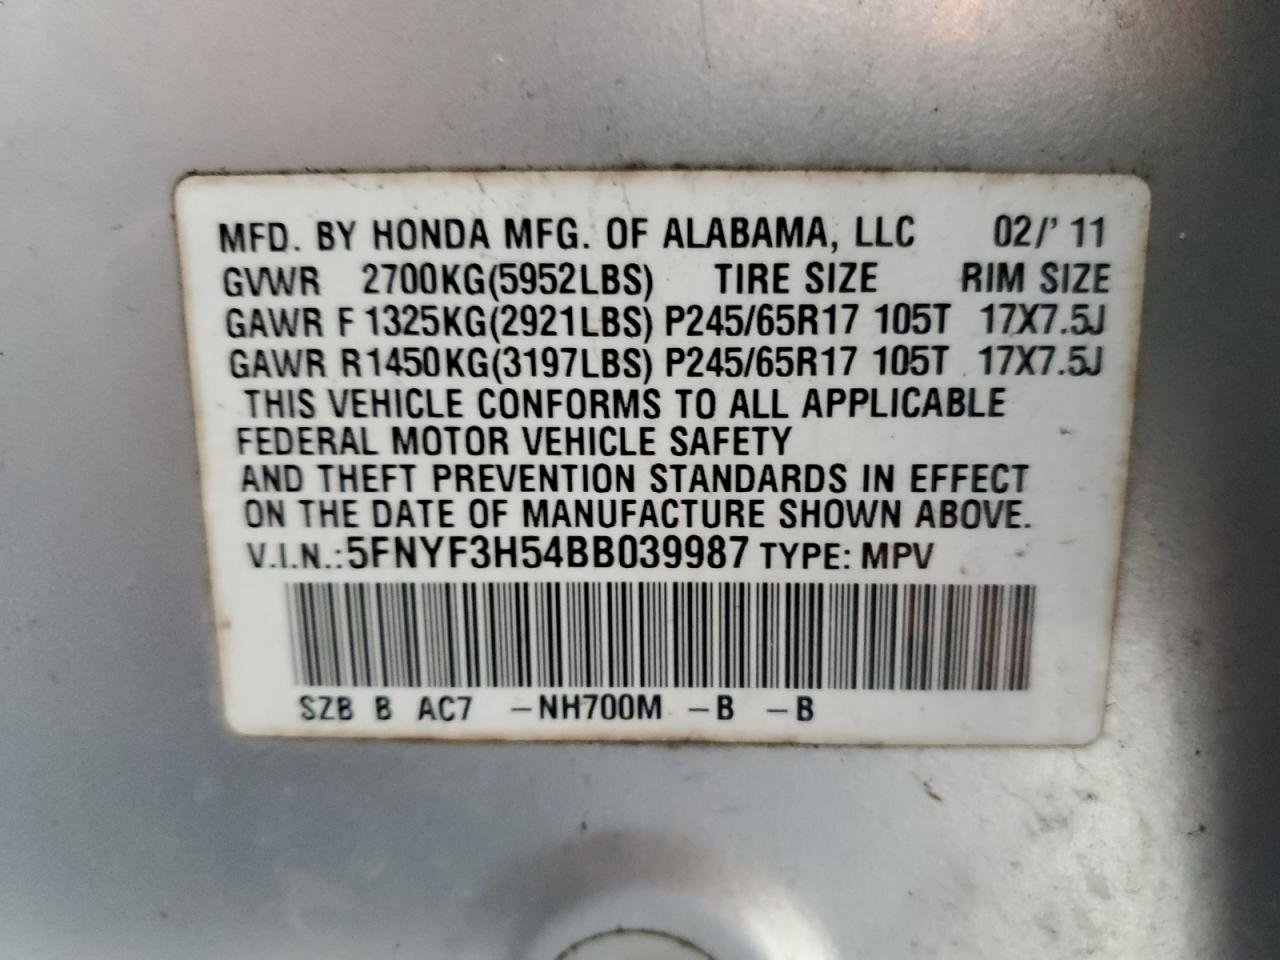 MFD. BY HONDA MFG. OF ALABAMA, LLC 02/' 11
GVWR 2700KG(5952LBS) TIRE SIZE RIM SIZE
GAWR F 1325KG(2921LBS) P245/65R17 105T 17X7.5J
GAWR R1450KG(3197LBS) P245/65R17 105T 17X7.5J
THIS VEHICLE CONFORMS TO ALL APPLICABLE
FEDERAL MOTOR VEHICLE SAFETY
AND THEFT PREVENTION STANDARDS IN EFFECT
ON THE DATE OF MANUFACTURE SHOWN ABOVE.
V.I.N.:5FNYF3H54BB039987 TYPE: MPV
SZB B AC7 –NH700M –B –B